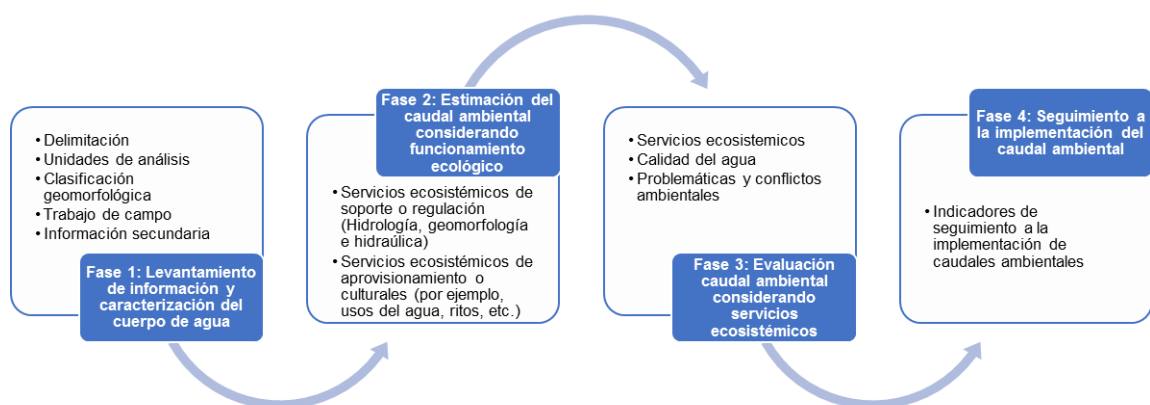 • Delimitación
• Unidades de análisis
• Clasificación
geomorfológica
• Trabajo de campo
• Información secundaria
Fase 1: Levantamiento
de información y
caracterización del
cuerpo de agua
Fase 2: Estimación del
caudal ambiental
considerando
funcionamiento
ecológico
• Servicios ecosistémicos de
soporte o regulación
(Hidrología, geomorfología
e hidraúlica)
• Servicios ecosistémicos de
aprovisionamiento o
culturales (por ejemplo,
usos del agua, ritos, etc.)
• Servicios ecosistemicos
• Calidad del agua
• Problemáticas y conflictos
ambientales
Fase 3: Evaluación
caudal ambiental
considerando
servicios
ecosistémicos
Fase 4: Seguimiento a
la implementación del
caudal ambiental
• Indicadores de
seguimiento a la
implementación de
caudales ambientales